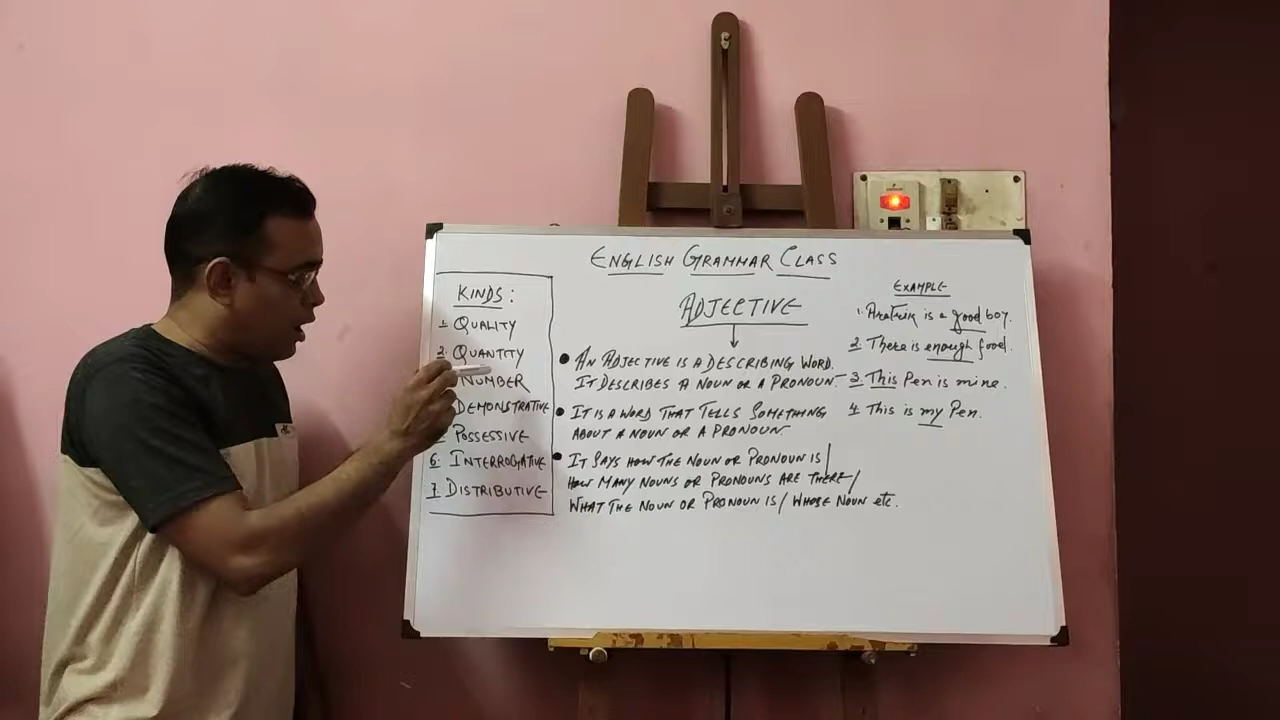 ENGLISH GRAMMAR CLASS
KINDS:
1. QUALITY
2. QUANTITY
NUMBER
DEMONSTRATIVE
POSSESSIVE
6. INTERROGATIVE
7. DISTRIBUTIVE
ADJECTIVE
• AN ADJECTIVE IS A DESCRIBING WORD.
IT DESCRIBES A NOUN OR A PRONOUN.
• IT IS A WORD THAT TELLS SOMETHING
ABOUT A NOUN OR A PRONOUN.
• IT SAYS HOW THE NOUN OR PRONOUN IS/
HOW MANY NOUNS OR PRONOUNS ARE THERE/
WHAT THE NOUN OR PRONOUN IS/ WHOSE NOUN etc.
EXAMPLE
1. is a good boy.
2. There is enough food.
3. This Pen is mine.
4. This is my Pen.